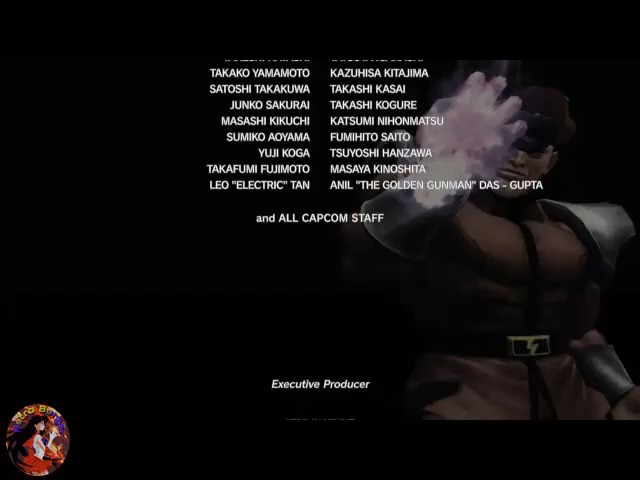 TAKAKO YAMAMOTO KAZUHISA KITAJIMA
SATOSHI TAKAKUWA TAKASHI KASAI
JUNKO SAKURAI TAKASHI KOGURE
MASASHI KIKUCHI KATSUMI NIHONMATSU
SUMIKO AOYAMA FUMIHITO SAITO
YUJI KOGA TSUYOSHI HANZAWA
TAKAFUMI FUJIMOTO MASAYA KINOSHITA
LEO "ELECTRIC" TAN ANIL "THE GOLDEN GUNMAN" DAS - GUPTA
and ALL CAPCOM STAFF
Executive Producer